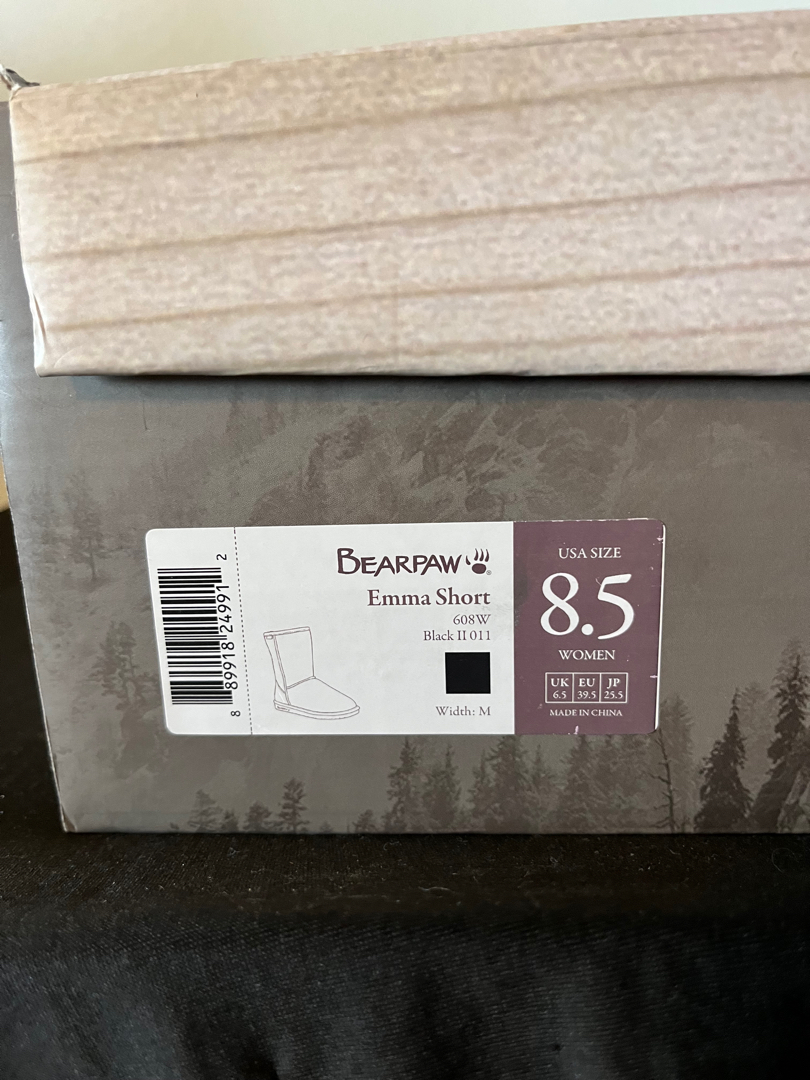 8 89918 24991 2
BEARPAW
Emma Short
608W
Black II 011
Width: M
USA SIZE
8.5
WOMEN
UK EU JP
6.5 39.5 25.5
MADE IN CHINA